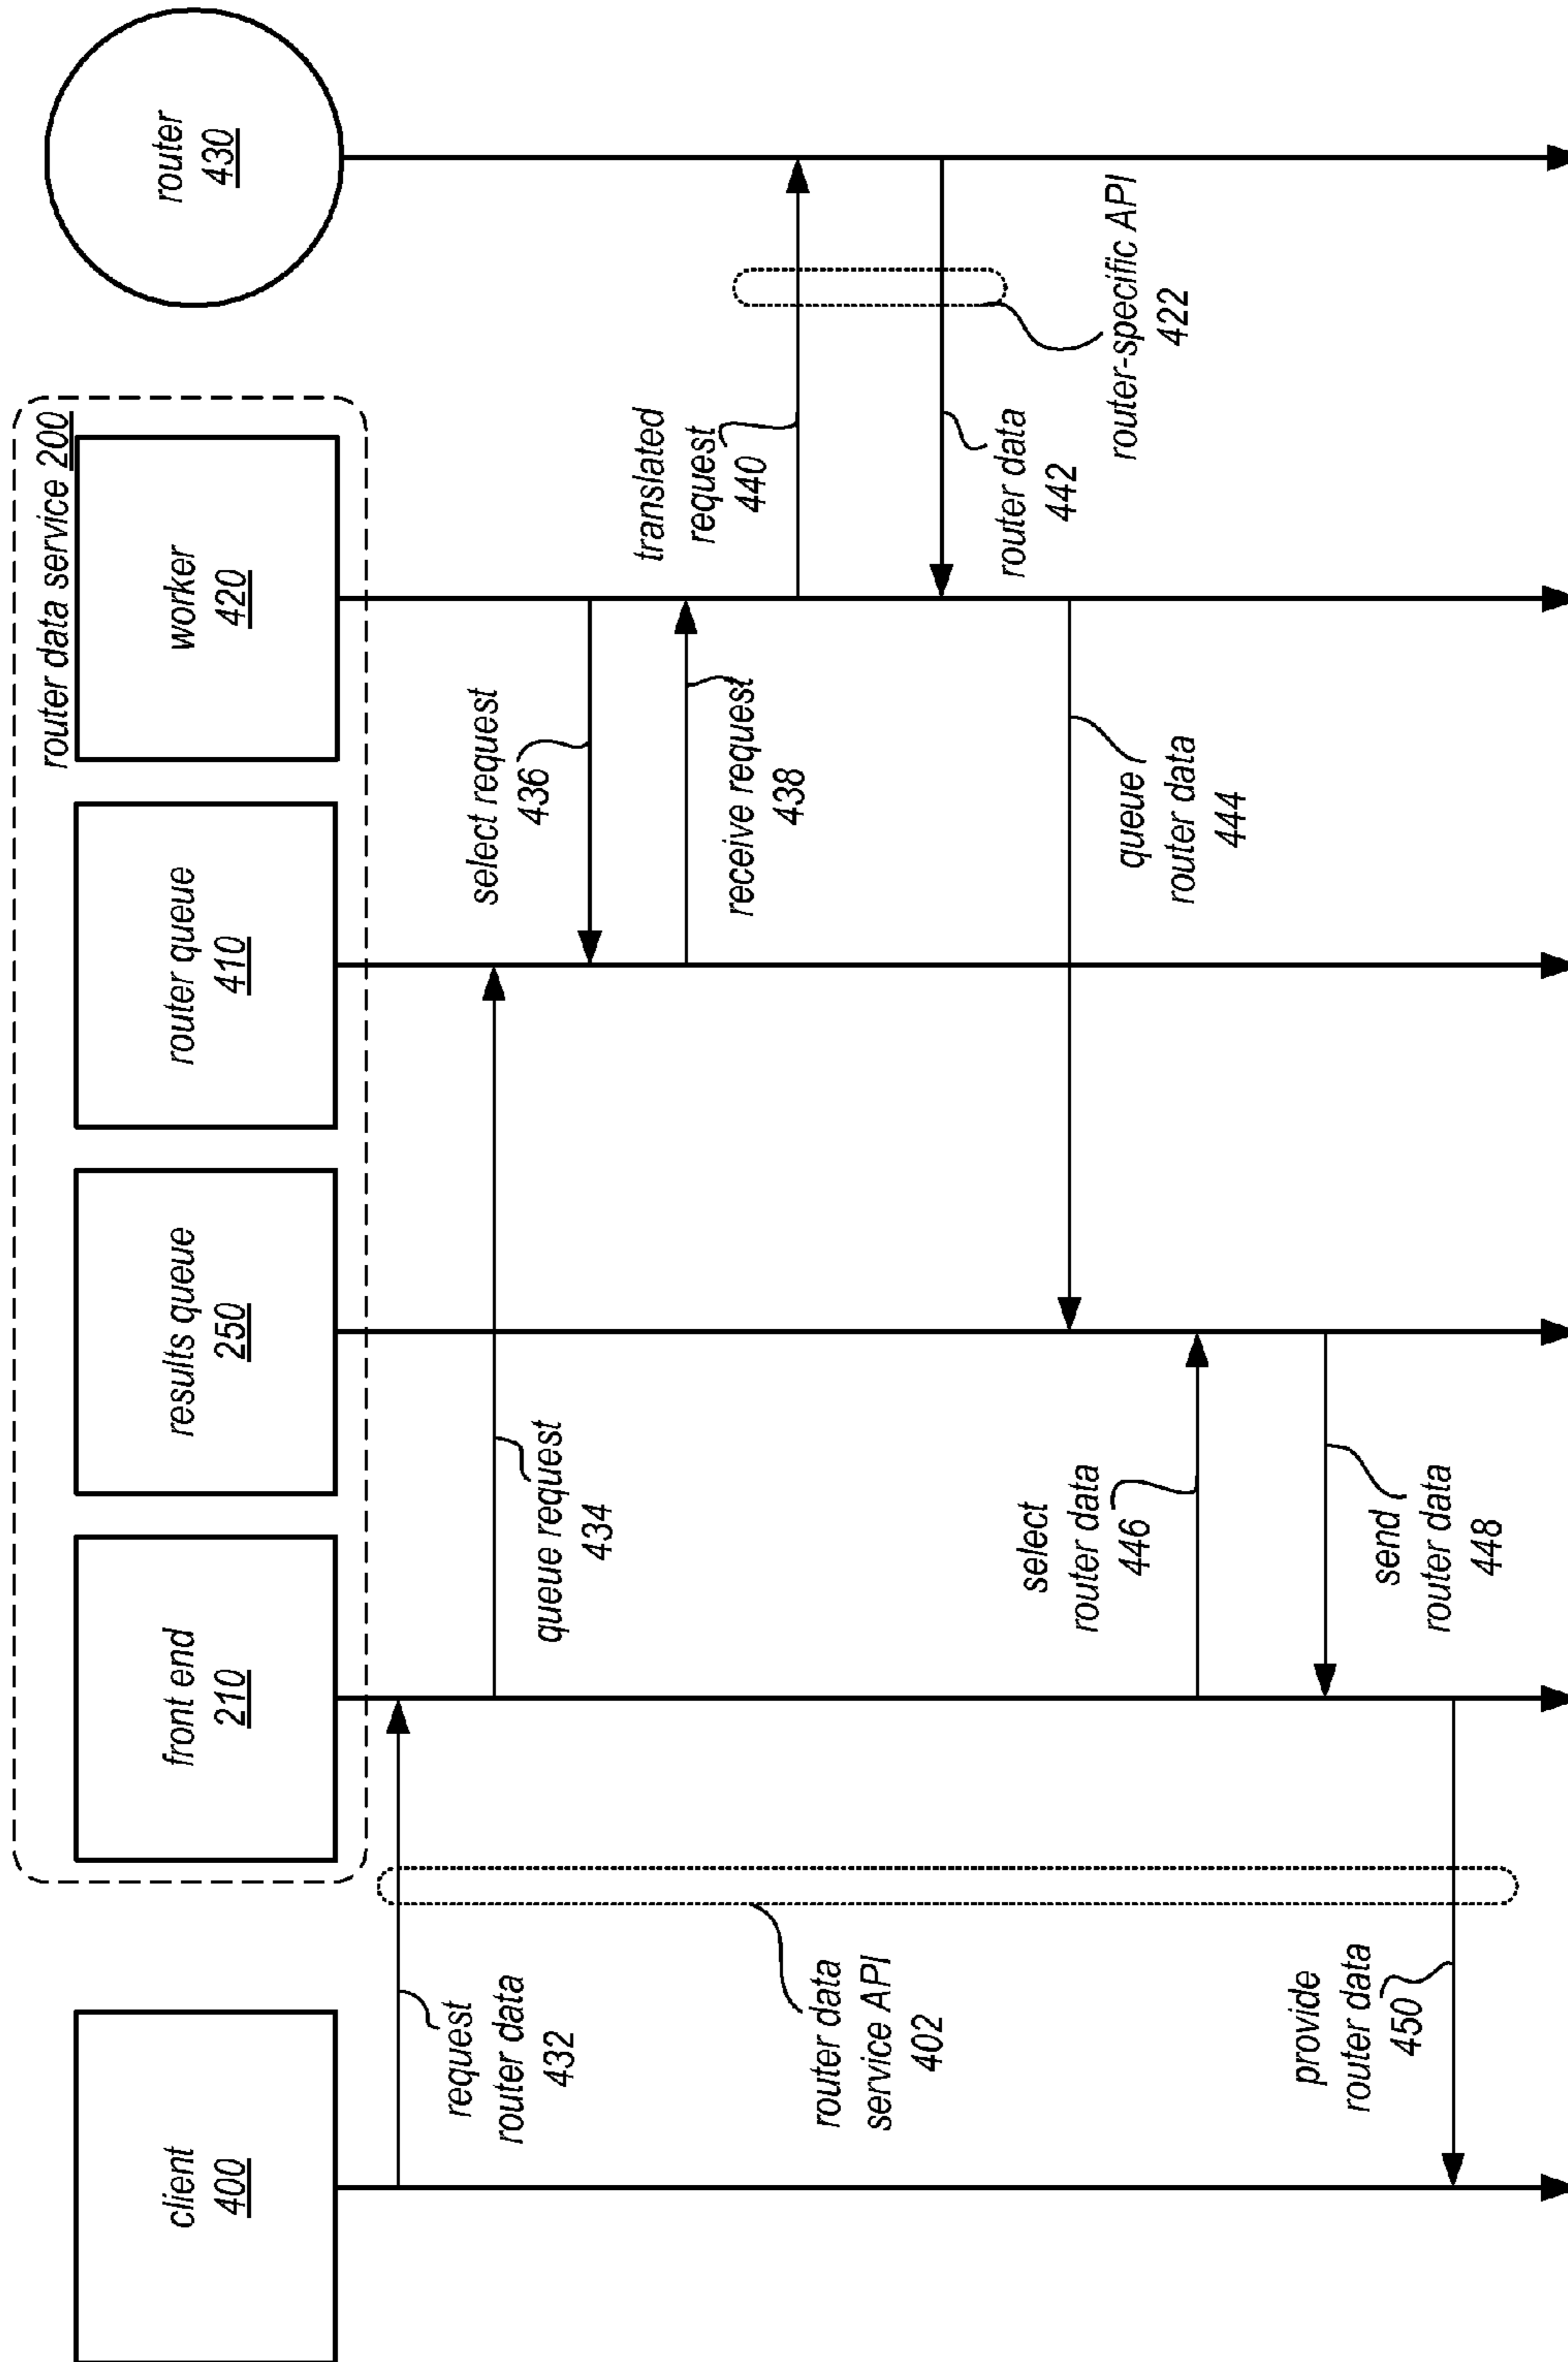 router data service 200
client
400
front end
210
results queue
250
router queue
410
worker
420
router
430
request
router data
432
queue request
434
select request
436
receive request
438
translated
request
440
router data
442
router-specific API
422
queue
router data
444
select
router data
446
send
router data
448
router data
service API
402
provide
router data
450